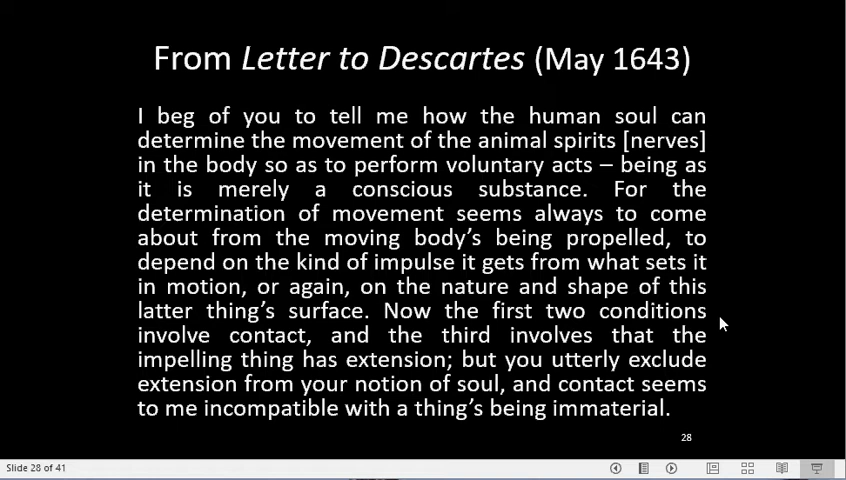 From Letter to Descartes (May 1643)
I beg of you to tell me how the human soul can
determine the movement of the animal spirits [nerves]
in the body so as to perform voluntary acts – being as
it is merely a conscious substance. For the
determination of movement seems always to come
about from the moving body's being propelled, to
depend on the kind of impulse it gets from what sets it
in motion, or again, on the nature and shape of this
latter thing's surface. Now the first two conditions
involve contact, and the third involves that the
impelling thing has extension; but you utterly exclude
extension from your notion of soul, and contact seems
to me incompatible with a thing's being immaterial.
28
Slide 28 of 41